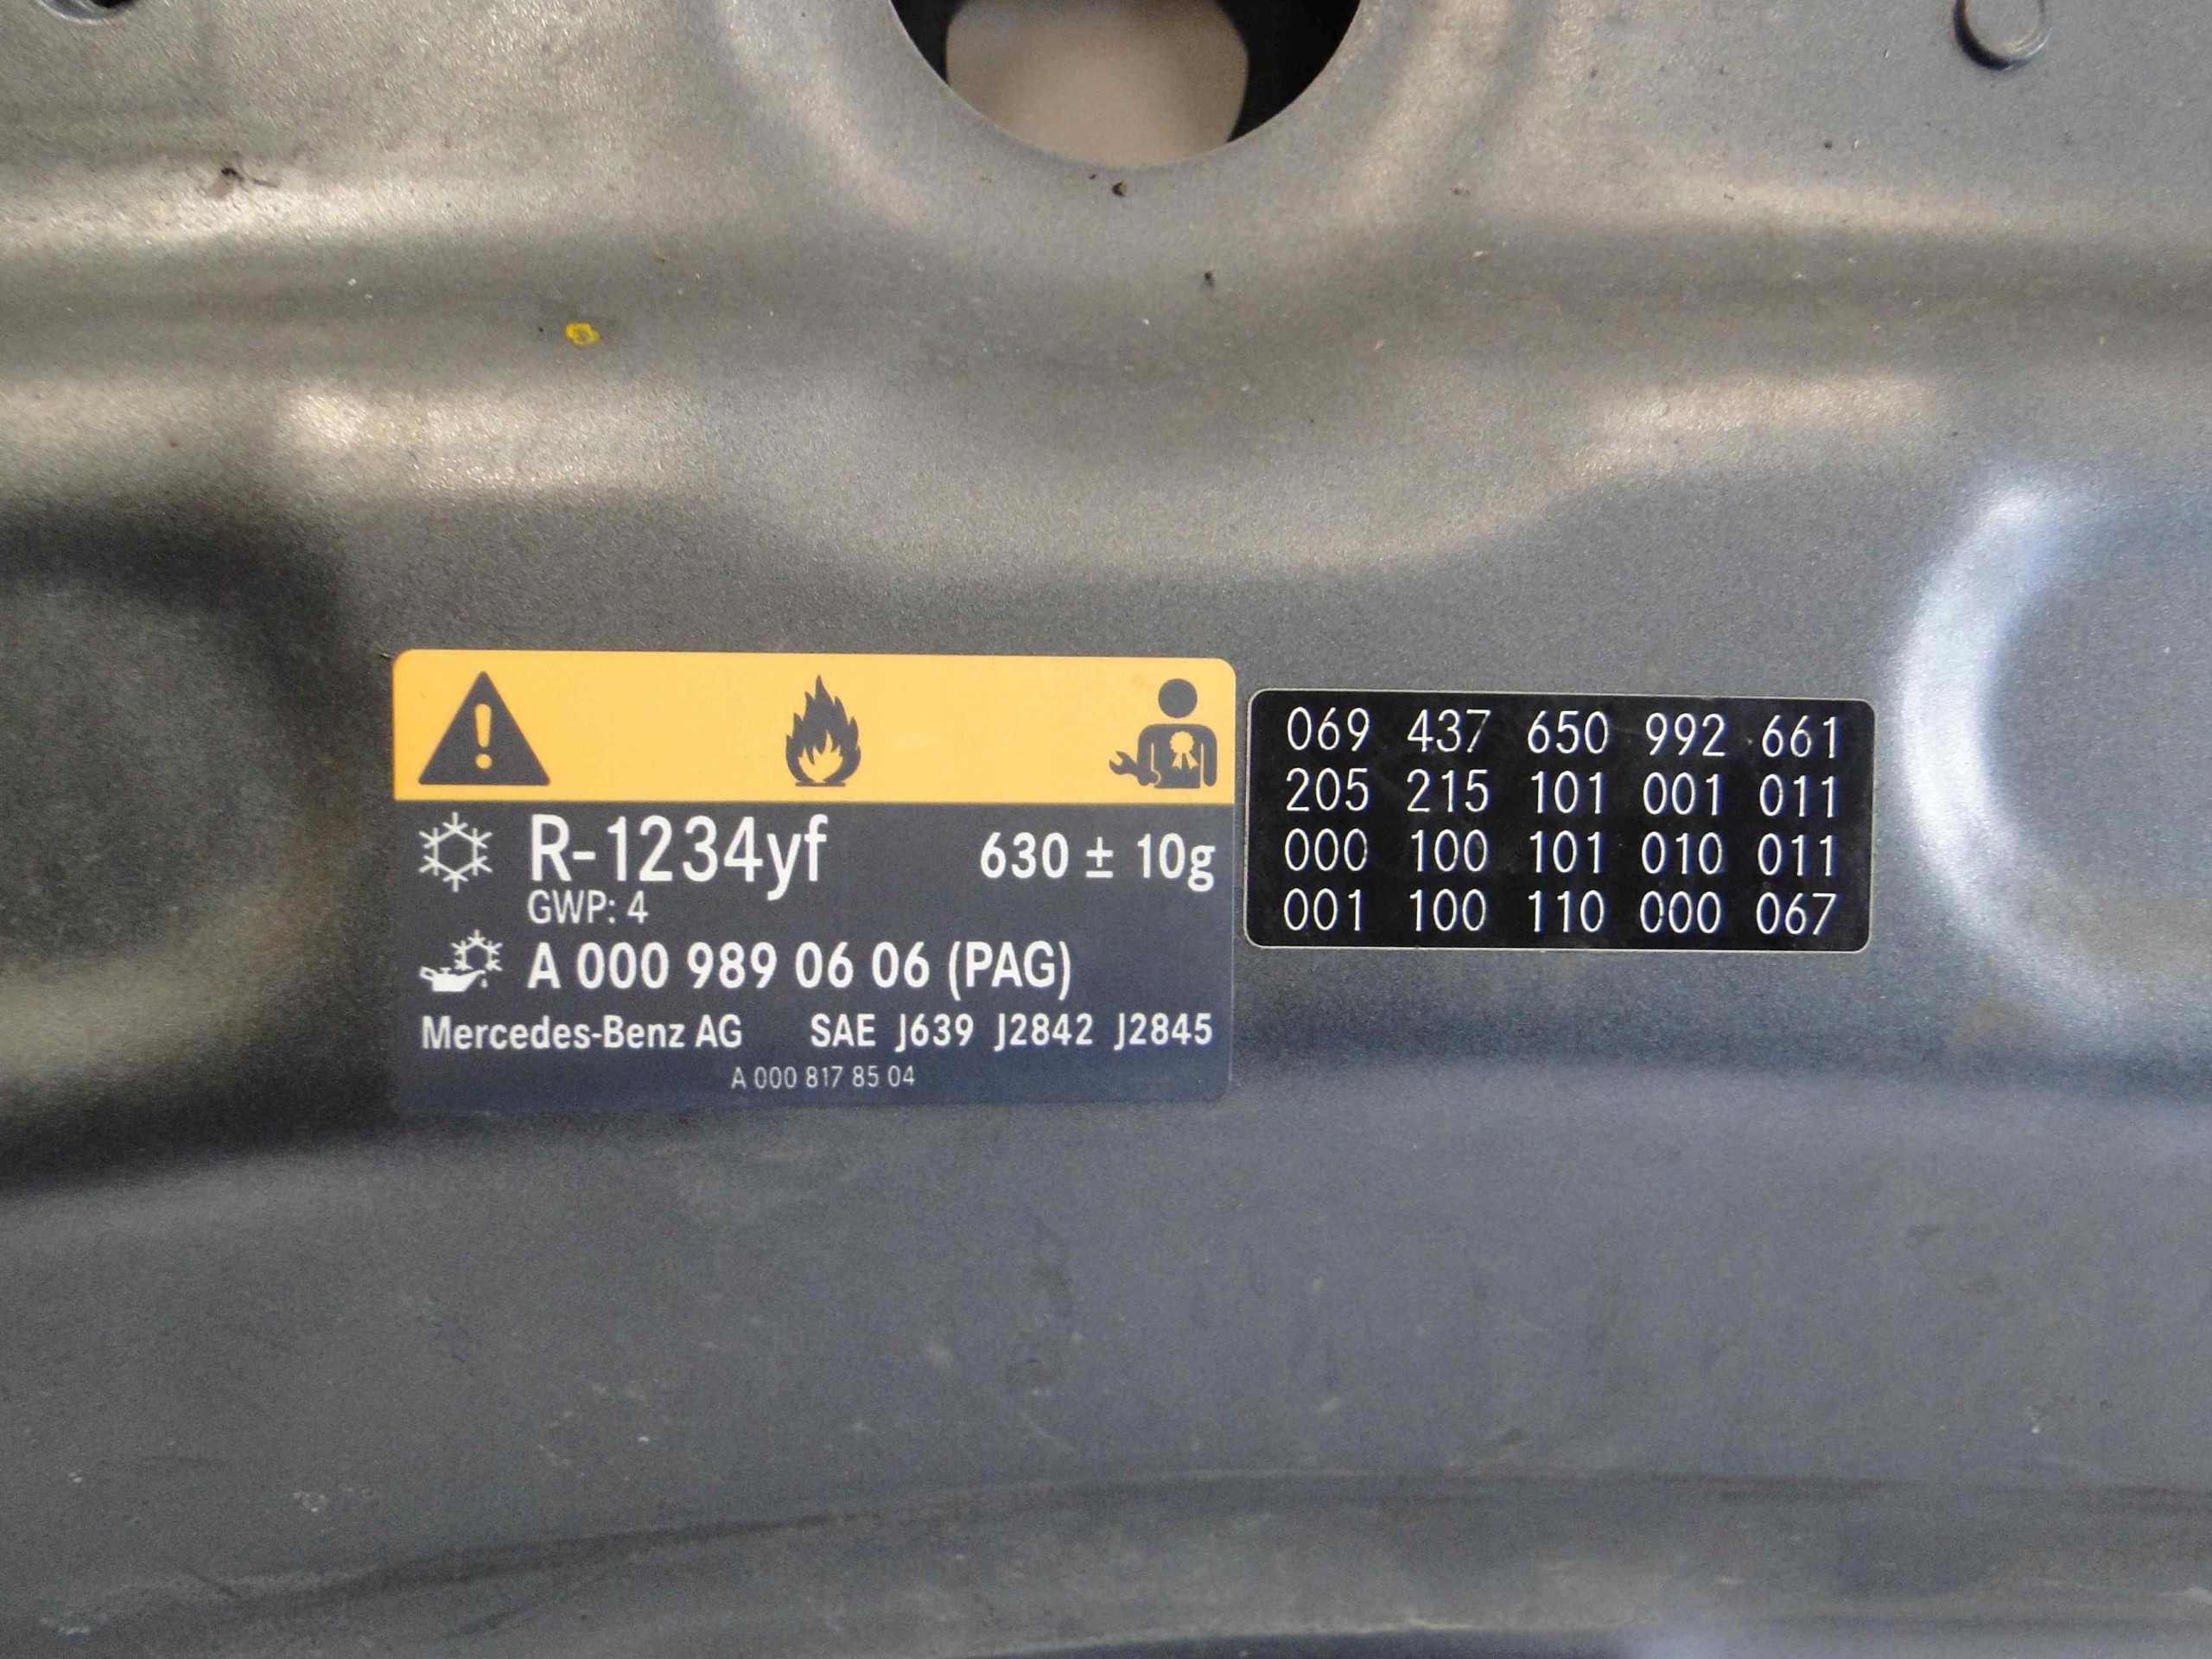 R-1234yf 630 ± 10g
GWP: 4
A 000 989 06 06 (PAG)
Mercedes-Benz AG SAE J639 J2842 J2845
A 000 817 85 04
069 437 650 992 661
205 215 101 001 011
000 100 101 010 011
001 100 110 000 067